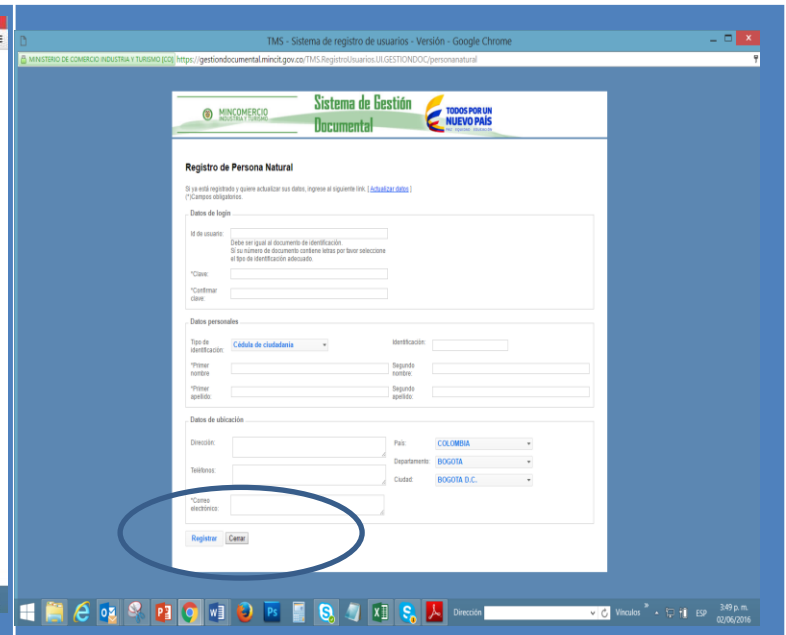 TMS - Sistema de registro de usuarios - Versión - Google Chrome
MINISTERIO DE COMERCIO INDUSTRIA Y TURISMO [CO] https://gestiondocumental.mincit.gov.co/TMS.RegistroUsuarios.UI.GESTIONDOC/personanatural
MINCOMERCIO
INDUSTRIA Y TURISMO
Sistema de Gestión
Documental
TODOS POR UN
NUEVO PAÍS
Registro de Persona Natural
Si ya está registrado y quiere actualizar sus datos, ingrese al siguiente link. [ Actualizar datos ]
(*)Campos obligatorios.
Datos de login
Id de usuario:
Debe ser igual al documento de identificación.
Si su número de documento contiene letras por favor seleccione
el tipo de identificación adecuado.
*Clave:
*Confirmar
clave:
Datos personales
Tipo de
identificación:
Cédula de ciudadanía
Identificación:
*Primer
nombre
Segundo
nombre:
*Primer
apellido:
Segundo
apellido:
Datos de ubicación
Dirección:
País:
COLOMBIA
Departamento:
BOGOTA
Teléfonos:
Ciudad:
BOGOTA D.C.
*Correo
electrónico:
Registrar
Cerrar
Dirección
Vínculos
ESP
3:49 p. m.
02/06/2016